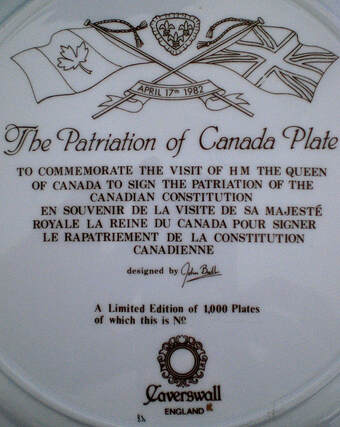 APRIL 17th 1982
The Patriation of Canada Plate
TO COMMEMORATE THE VISIT OF HM THE QUEEN
OF CANADA TO SIGN THE PATRIATION OF THE
CANADIAN CONSTITUTION
EN SOUVENIR DE LA VISITE DE SA MAJESTÉ
ROYALE LA REINE DU CANADA POUR SIGNER
LE RAPATRIEMENT DE LA CONSTITUTION
CANADIENNE
designed by John Ball
A Limited Edition of 1,000 Plates
of which this is Nº
Caverswall
ENGLAND